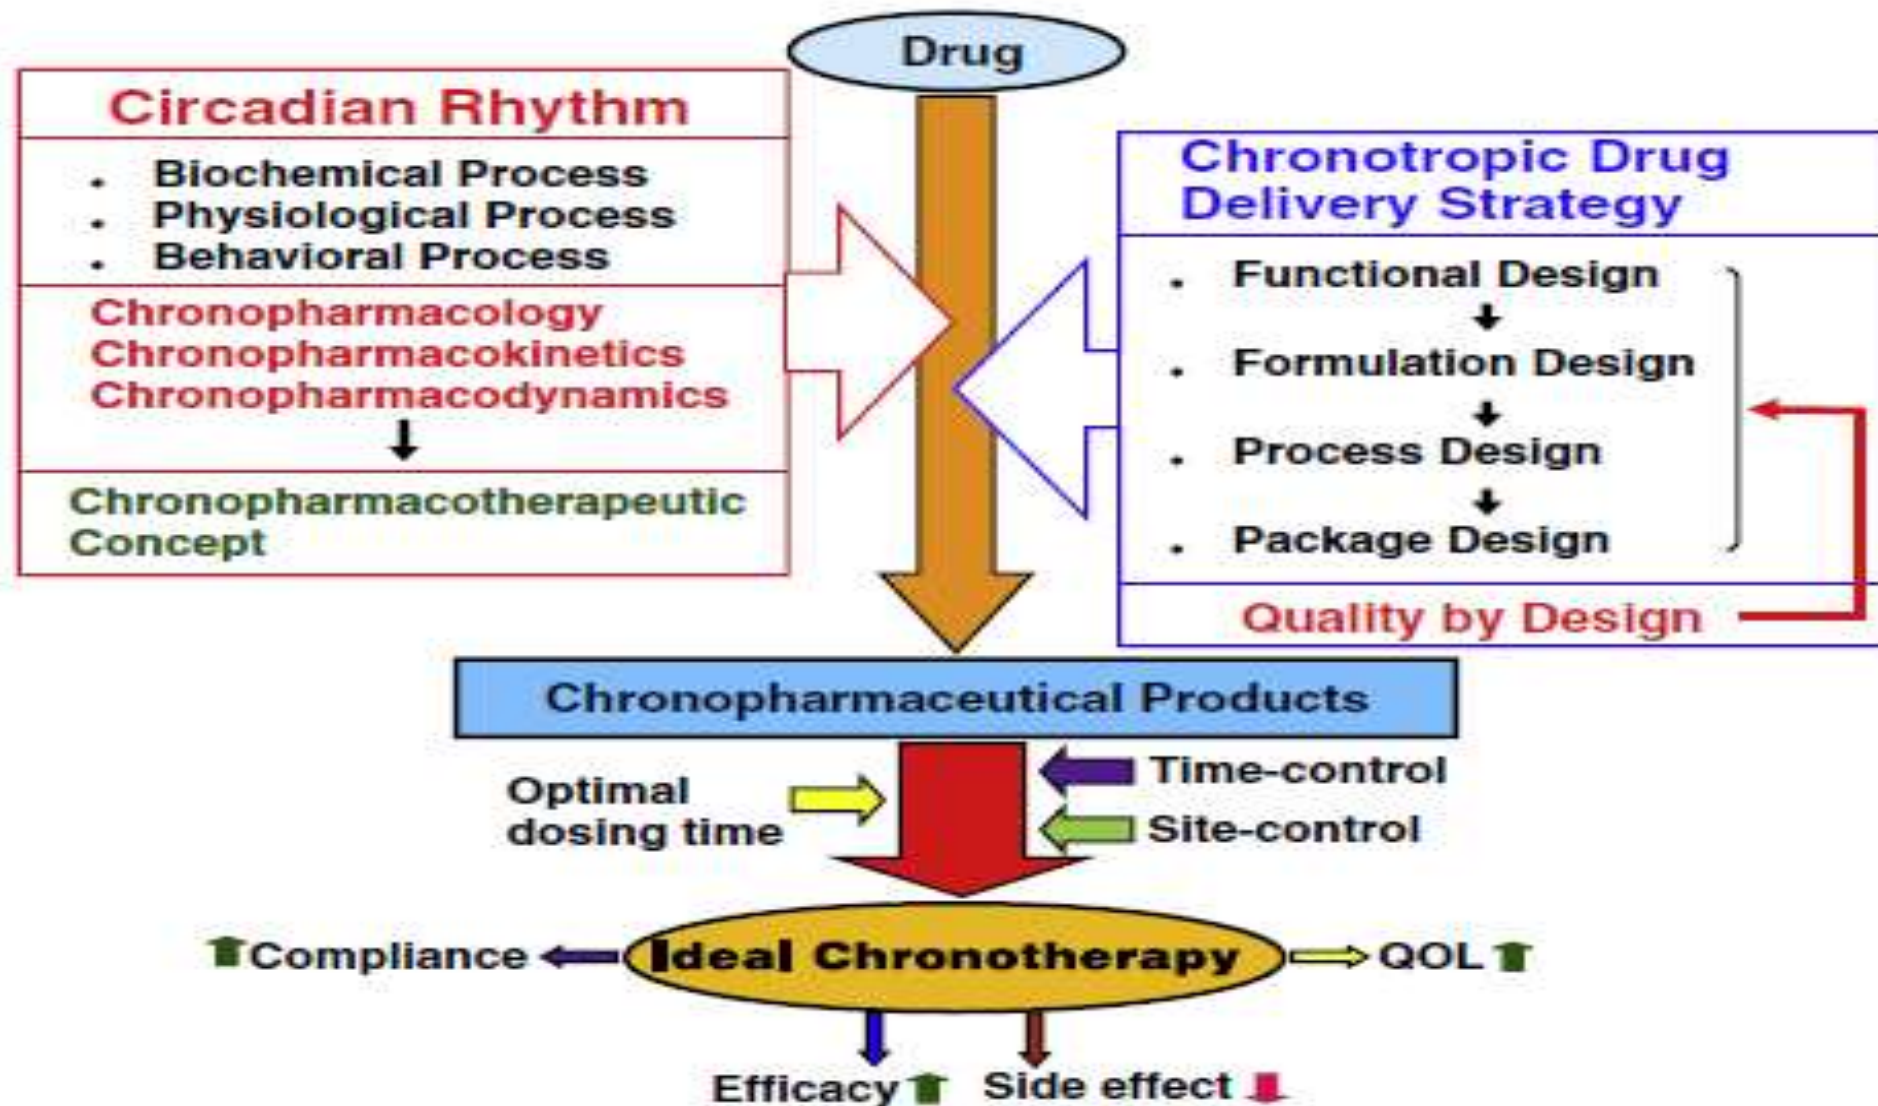 Drug
Circadian Rhythm
. Biochemical Process
. Physiological Process
. Behavioral Process
Chronopharmacology
Chronopharmacokinetics
Chronopharmacodynamics
Chronopharmacotherapeutic
Concept
Chronotropic Drug
Delivery Strategy
. Functional Design
. Formulation Design
. Process Design
. Package Design
Quality by Design
Chronopharmaceutical Products
Optimal
dosing time
Time-control
Site-control
Ideal Chronotherapy
Compliance
QOL
Efficacy
Side effect